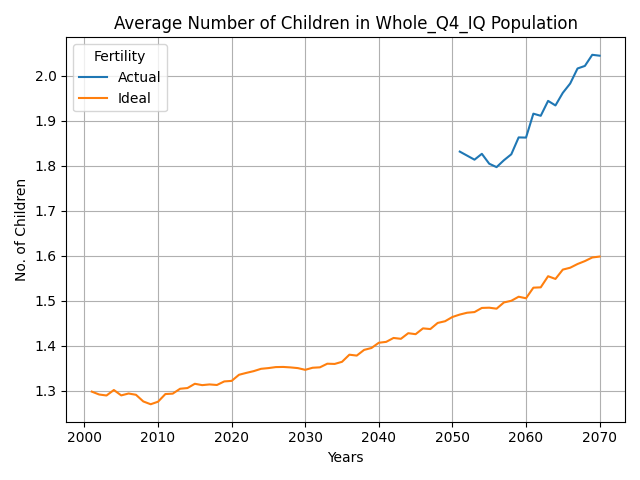 Average Number of Children in Whole_Q4_IQ Population
Fertility
Actual
Ideal
No. of Children
2.0
1.9
1.8
1.7
1.6
1.5
1.4
1.3
2000 2010 2020 2030 2040 2050 2060 2070
Years